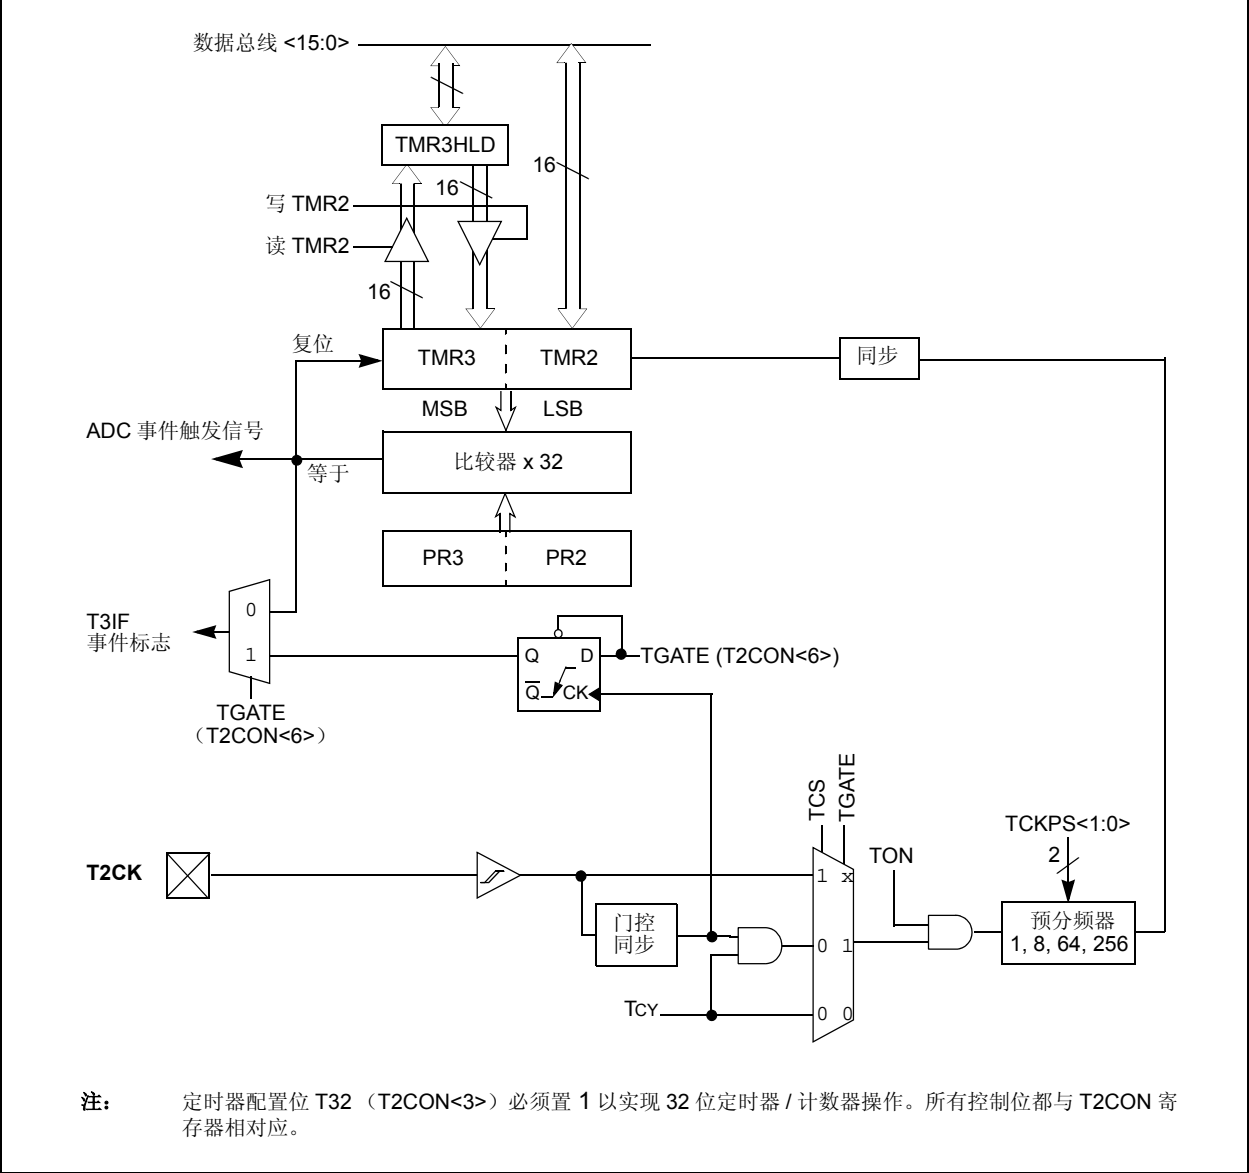 数据总线 <15:0>
TMR3HLD
16
16
写 TMR2
读 TMR2
16
复位
TMR3
TMR2
同步
MSB
LSB
ADC 事件触发信号
等于
比较器 x 32
PR3
PR2
0
T3IF
事件标志
1
Q
D
TGATE (T2CON<6>)
Q
CK
TGATE
（T2CON<6>）
TCS
TGATE
TCKPS<1:0>
2
TON
T2CK
1 x
门控
同步
预分频器
1, 8, 64, 256
0 1
TCY
0 0
注：
定时器配置位 T32 （T2CON<3>）必须置 1 以实现 32 位定时器 / 计数器操作。所有控制位都与 T2CON 寄
存器相对应。